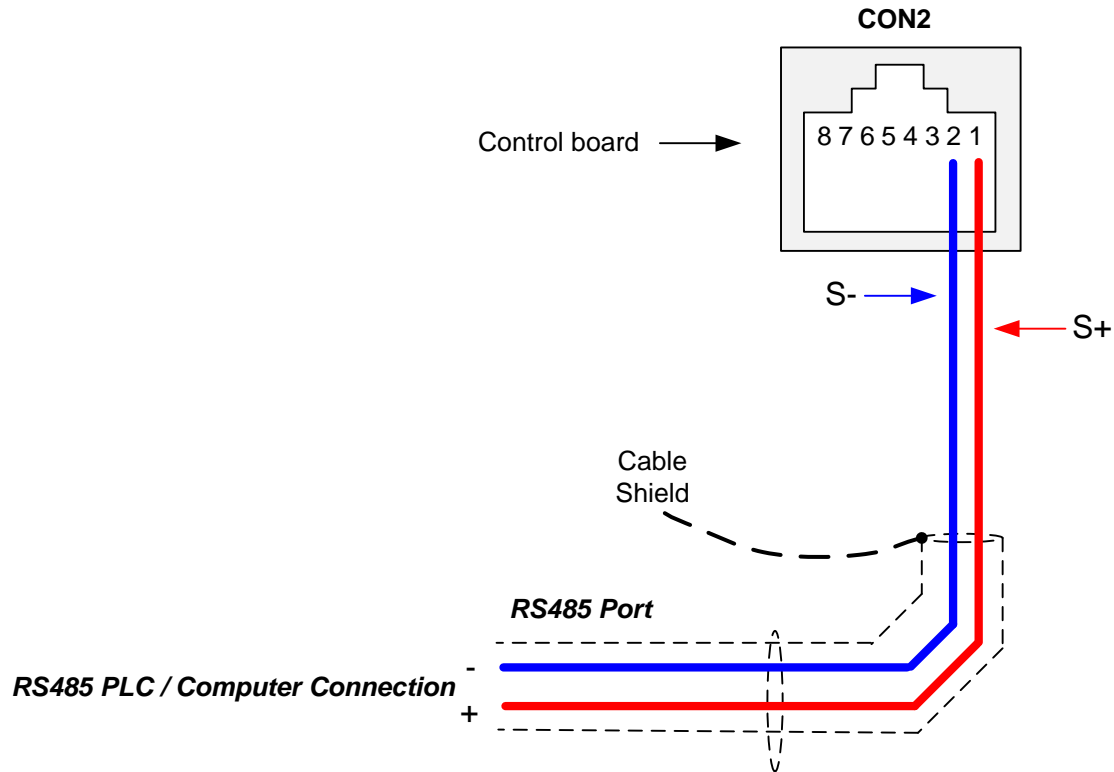 CON2
Control board
8 7 6 5 4 3 2 1
S-
S+
Cable
Shield
RS485 Port
-
RS485 PLC / Computer Connection
+